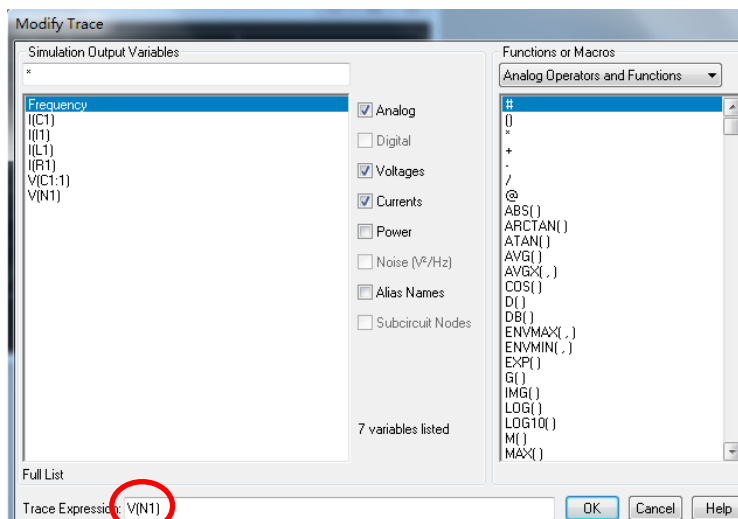 Modify Trace
Simulation Output Variables
*
Frequency
I(C1)
I(I1)
I(L1)
I(R1)
V(C1:1)
V(N1)
Analog
Digital
Voltages
Currents
Power
Noise (V²/Hz)
Alias Names
Subcircuit Nodes
7 variables listed
Full List
Functions or Macros
Analog Operators and Functions
#
()
*
+
-
/
@
ABS( )
ARCTAN( )
ATAN( )
AVG( )
AVGX( , )
COS( )
D( )
DB( )
ENVMAX( , )
ENVMIN( , )
EXP( )
G( )
IMG( )
LOG( )
LOG10( )
M( )
MAX( )
Trace Expression: V(N1)
OK Cancel Help